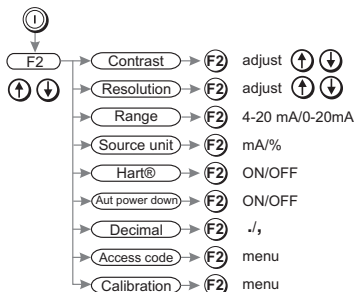 F2
Contrast F2 adjust
Resolution F2 adjust
Range F2 4-20 mA/0-20mA
Source unit F2 mA/%
Hart® F2 ON/OFF
Aut power down F2 ON/OFF
Decimal F2 ./,
Access code F2 menu
Calibration F2 menu